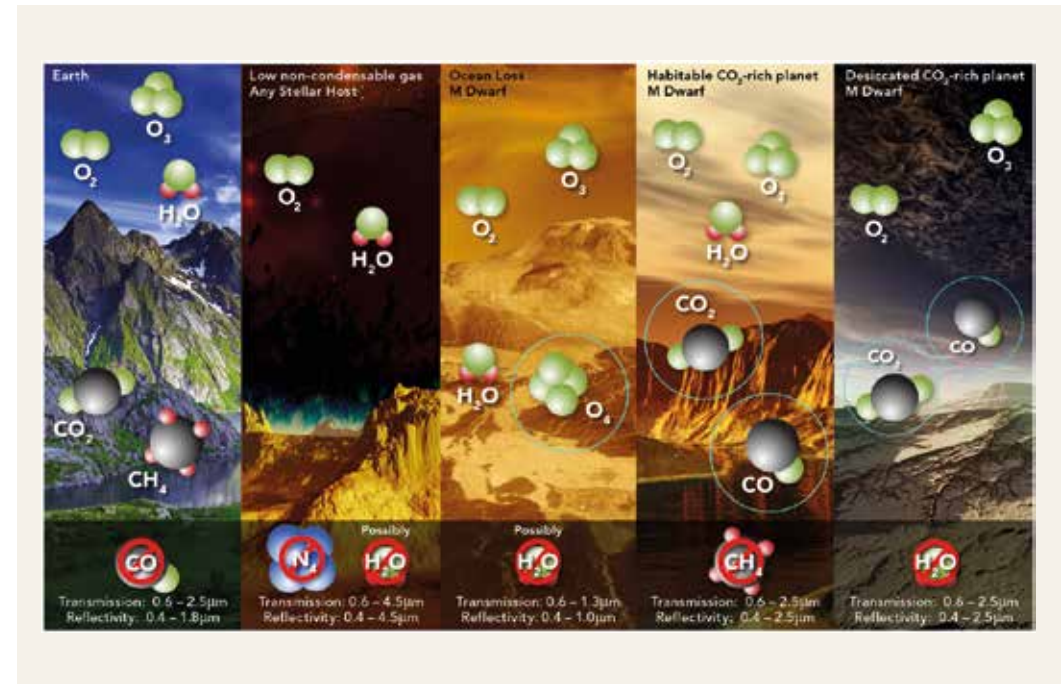 Earth
O₃
O₂
H₂O
CO₂
CH₄
CO
Transmission: 0.6 – 2.5μm
Reflectivity: 0.4 – 1.8μm
Low non-condensable gas
Any Stellar Host
O₂
H₂O
Possibly
H₂O
Transmission: 0.6 – 4.5μm
Reflectivity: 0.4 – 4.5μm
Ocean Loss
M Dwarf
O₃
O₂
H₂O
O₄
Possibly
H₂O
Transmission: 0.6 – 1.3μm
Reflectivity: 0.4 – 1.0μm
Habitable CO₂-rich planet
M Dwarf
O₂
H₂O
CO₂
CO
CH₄
Transmission: 0.6 – 2.5μm
Reflectivity: 0.4 – 2.5μm
Desiccated CO₂-rich planet
M Dwarf
O₃
O₂
CO
CO₂
H₂O
Transmission: 0.6 – 2.5μm
Reflectivity: 0.4 – 2.5μm